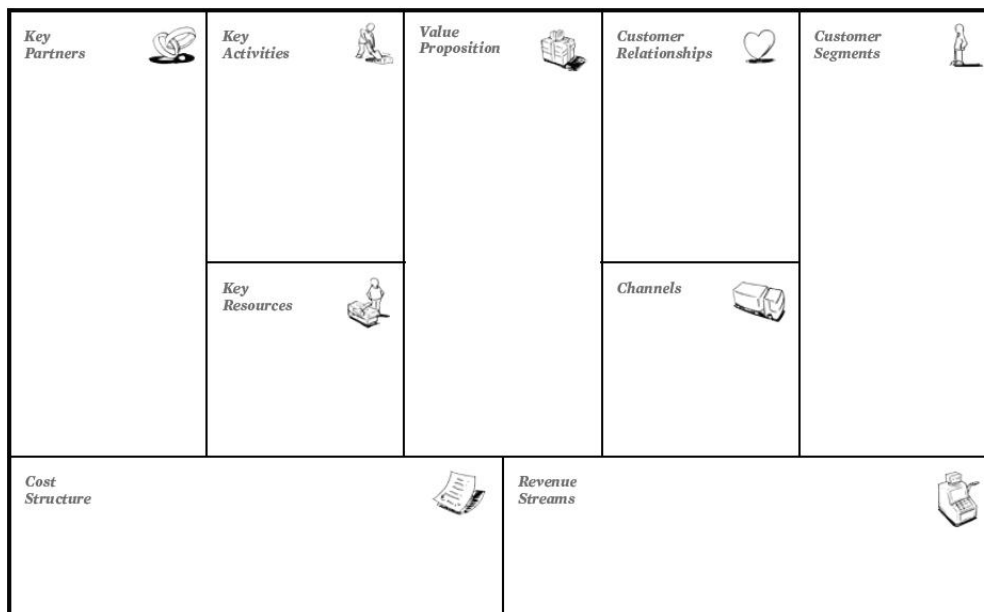 Key
Partners
Key
Activities
Value
Proposition
Customer
Relationships
Customer
Segments
Key
Resources
Channels
Cost
Structure
Revenue
Streams